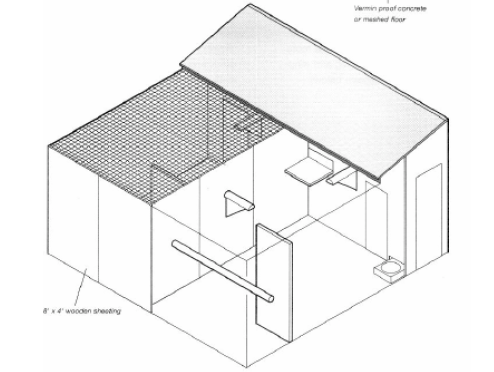 Vermin proof concrete
or meshed floor
8' x 4' wooden sheeting